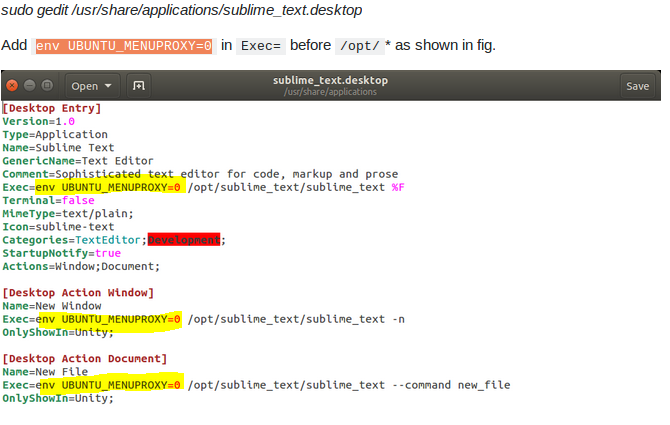 sudo gedit /usr/share/applications/sublime_text.desktop
Add env UBUNTU_MENUPROXY=0 in Exec= before /opt/ * as shown in fig.
Open
sublime_text.desktop
/usr/share/applications
Save
[Desktop Entry]
Version=1.0
Type=Application
Name=Sublime Text
GenericName=Text Editor
Comment=Sophisticated text editor for code, markup and prose
Exec=env UBUNTU_MENUPROXY=0 /opt/sublime_text/sublime_text %F
Terminal=false
MimeType=text/plain;
Icon=sublime-text
Categories=TextEditor;Development;
StartupNotify=true
Actions=Window;Document;
[Desktop Action Window]
Name=New Window
Exec=env UBUNTU_MENUPROXY=0 /opt/sublime_text/sublime_text -n
OnlyShowIn=Unity;
[Desktop Action Document]
Name=New File
Exec=env UBUNTU_MENUPROXY=0 /opt/sublime_text/sublime_text --command new_file
OnlyShowIn=Unity;